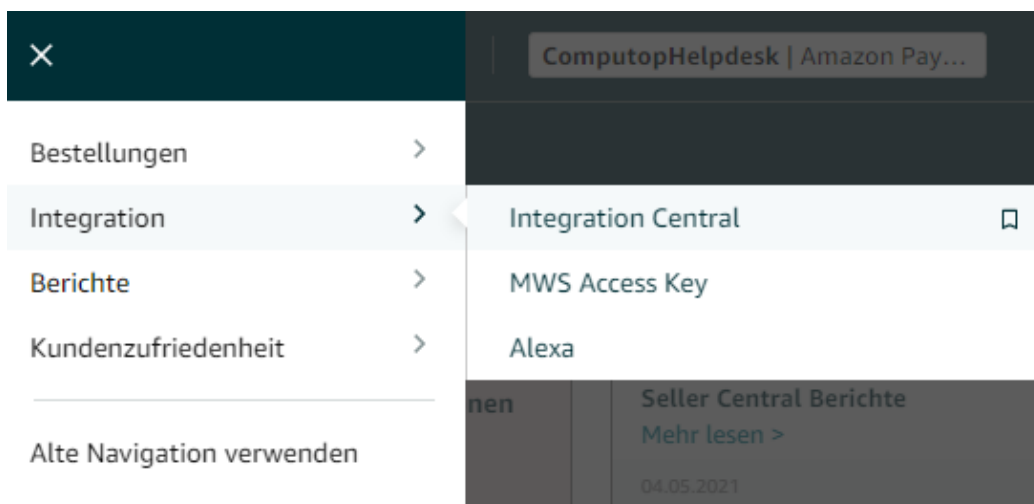 ComputopHelpdesk | Amazon Pay...
Bestellungen
Integration
Berichte
Kundenzufriedenheit
Alte Navigation verwenden
Integration Central
MWS Access Key
Alexa
nen
Seller Central Berichte
Mehr lesen >
04.05.2021